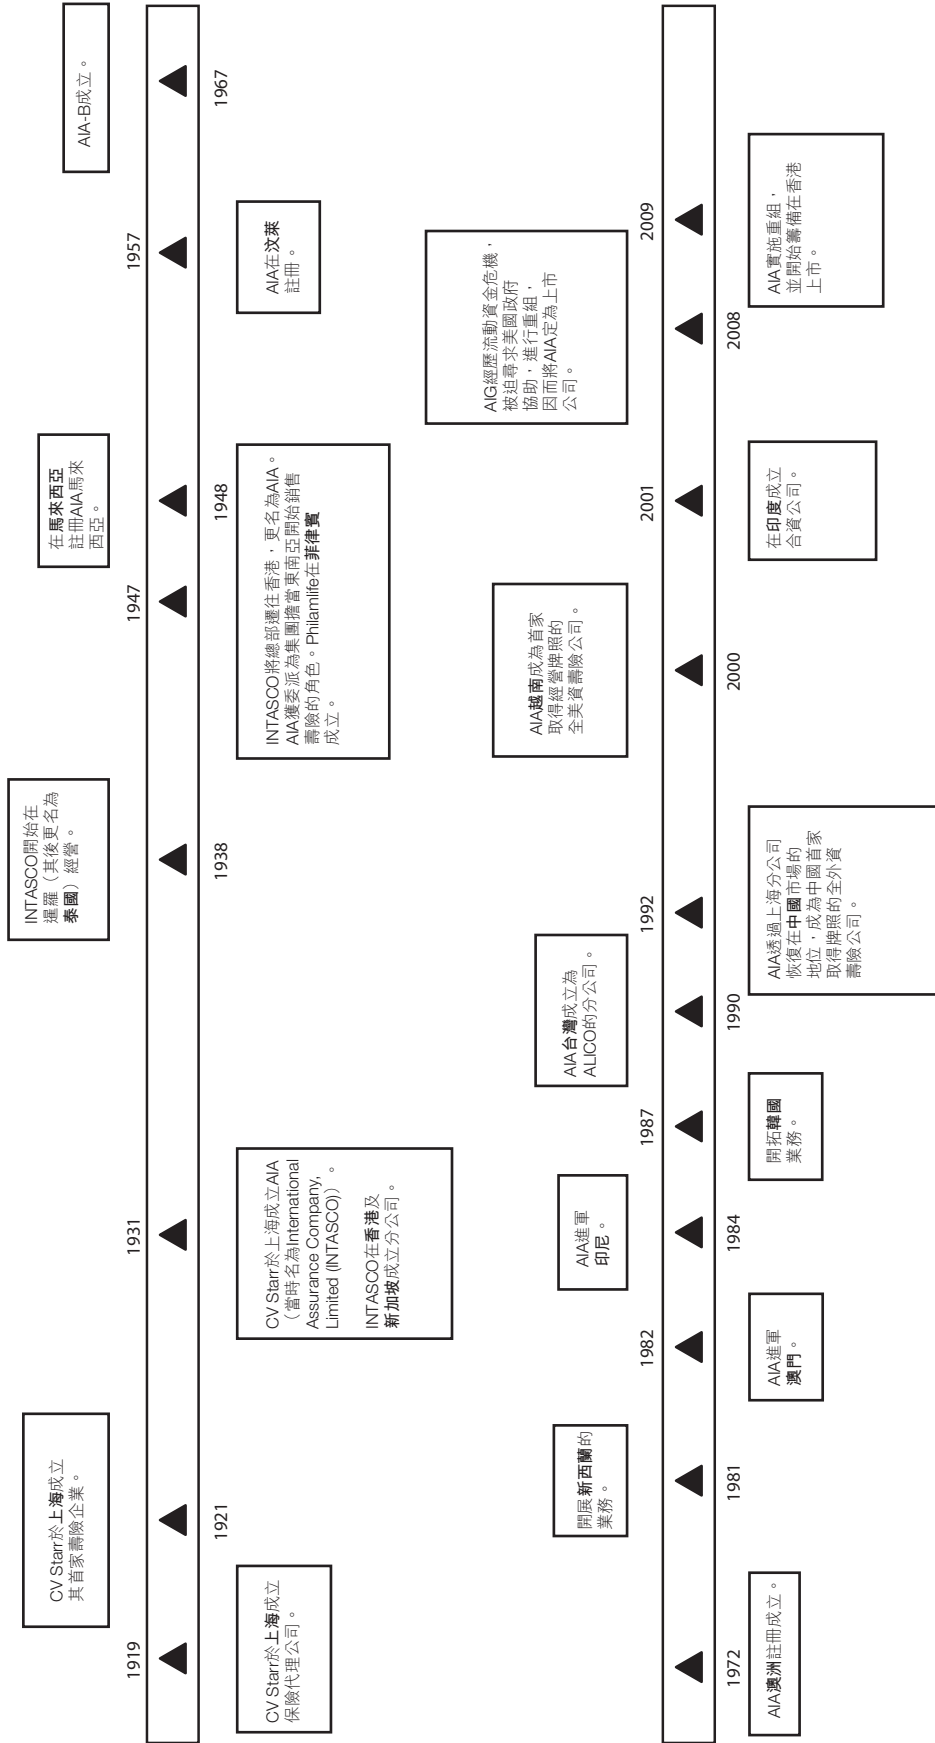 1919
CV Starr於上海成立
保險代理公司。
CV Starr於上海成立
其首家壽險企業。
1921
1931
CV Starr於上海成立AIA
（當時名為International
Assurance Company,
Limited (INTASCO)）。
INTASCO在香港及
新加坡成立分公司。
INTASCO開始在
暹羅（其後更名為
泰國）經營。
1938
1947
INTASCO將總部遷往香港，更名為AIA。
AIA獲委派為集團擔當東南亞開始銷售
壽險的角色。Philamlife在菲律賓
成立。
在馬來西亞
註冊AIA馬來
西亞。
1948
1957
AIA在汶萊
註冊。
AIA-B成立。
1967
1972
AIA澳洲註冊成立。
開展新西蘭的
業務。
1981
1982
AIA進軍
澳門。
AIA進軍
印尼。
1984
1987
開拓韓國
業務。
AIA台灣成立為
ALICO的分公司。
1990
1992
AIA透過上海分公司
恢復在中國市場的
地位，成為中國首家
取得牌照的全外資
壽險公司。
AIA越南成為首家
取得經營牌照的
全美資壽險公司。
2000
2001
在印度成立
合資公司。
AIG經歷流動資金危機，
被迫尋求美國政府
協助，進行重組，
因而將AIA定為上市
公司。
2008
2009
AIA實施重組，
並開始籌備在香港
上市。